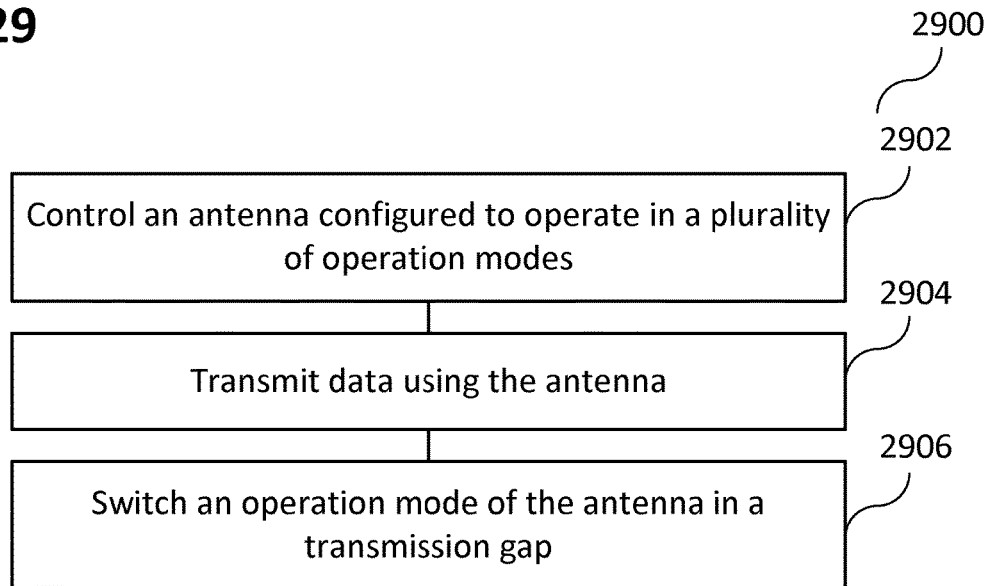 29
2900
2902
Control an antenna configured to operate in a plurality
of operation modes
2904
Transmit data using the antenna
2906
Switch an operation mode of the antenna in a
transmission gap